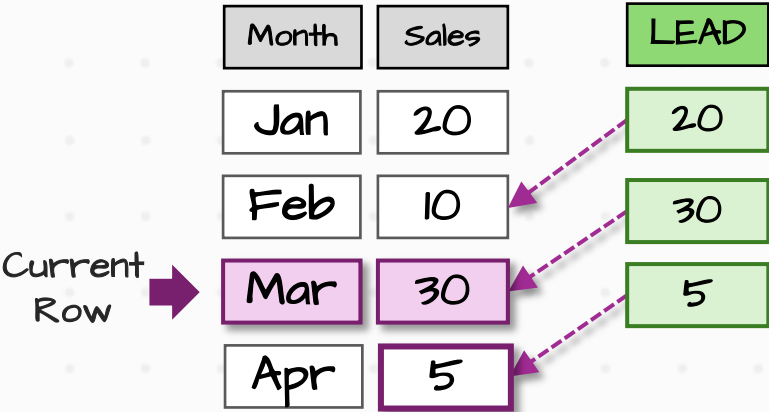 Month Sales LEAD
Jan 20 20
Feb 10 30
Current
Row
Mar 30 5
Apr 5